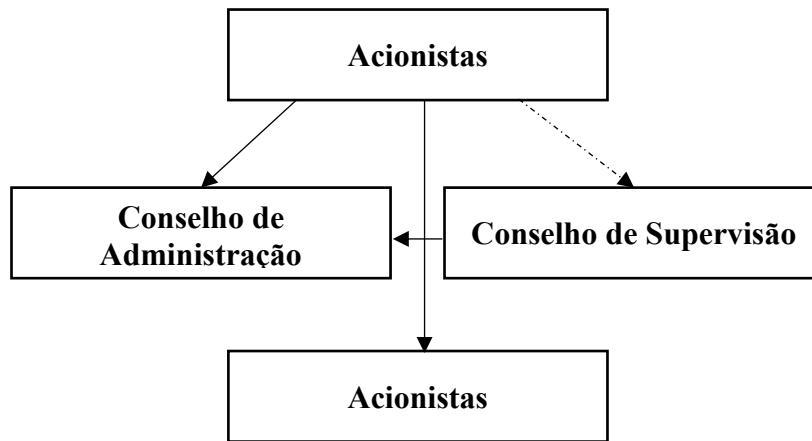 Acionistas
Conselho de
Administração
Conselho de Supervisão
Acionistas